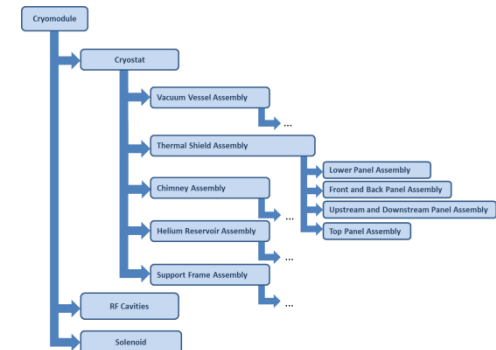 Cryomodule
Cryostat
Vacuum Vessel Assembly
...
Thermal Shield Assembly
Lower Panel Assembly
Front and Back Panel Assembly
Upstream and Downstream Panel Assembly
Top Panel Assembly
Chimney Assembly
...
Helium Reservoir Assembly
...
Support Frame Assembly
...
RF Cavities
Solenoid